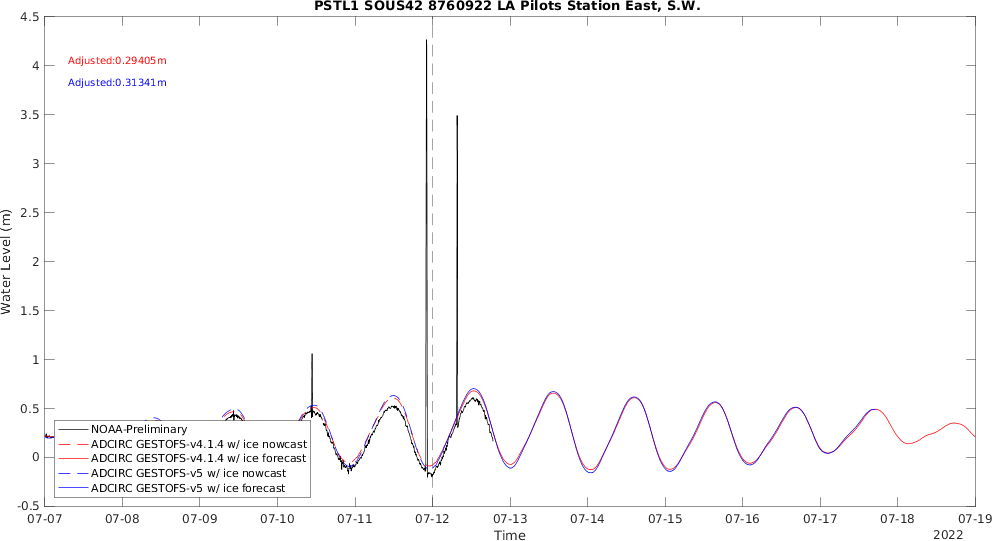 PSTL1 SOUS42 8760922 LA Pilots Station East, S.W.
Adjusted:0.29405m
Adjusted:0.31341m
Water Level (m)
4.5
4
3.5
3
2.5
2
1.5
1
0.5
0
-0.5
NOAA-Preliminary
ADCIRC GESTOFS-v4.1.4 w/ ice nowcast
ADCIRC GESTOFS-v4.1.4 w/ ice forecast
ADCIRC GESTOFS-v5 w/ ice nowcast
ADCIRC GESTOFS-v5 w/ ice forecast
07-07 07-08 07-09 07-10 07-11 07-12 07-13 07-14 07-15 07-16 07-17 07-18 07-19
Time
2022